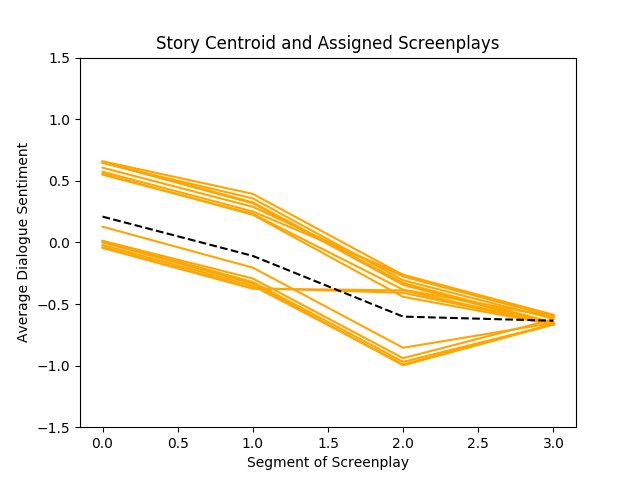 Story Centroid and Assigned Screenplays
1.5
1.0
0.5
0.0
−0.5
−1.0
−1.5
Average Dialogue Sentiment
0.0 0.5 1.0 1.5 2.0 2.5 3.0
Segment of Screenplay